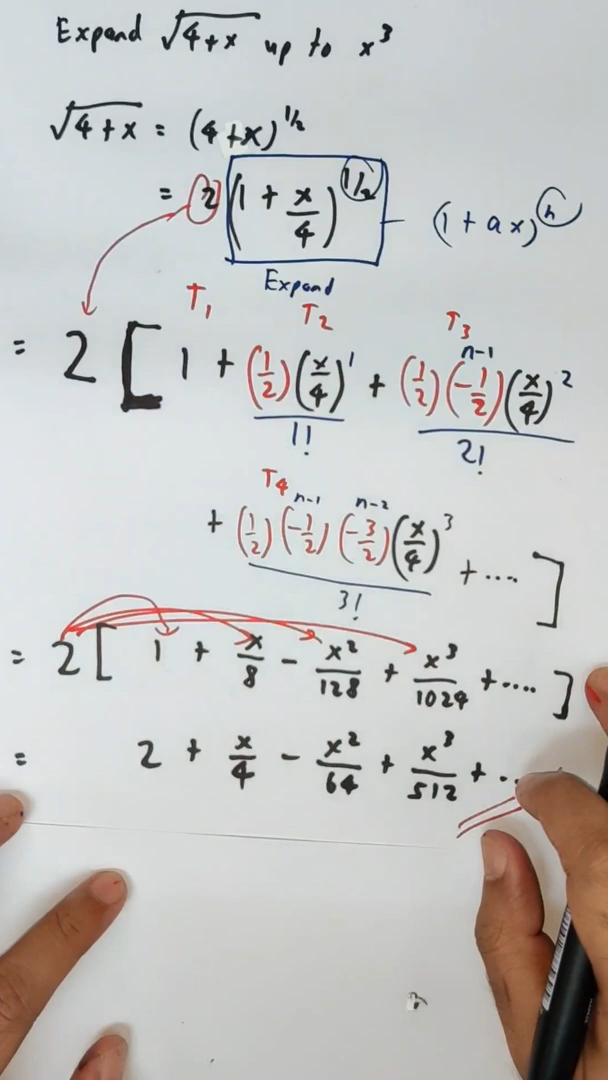 Expand √(4+x) up to x³
√(4+x) = (4+x)^(1/2)
= 2(1 + x/4)^(1/2) — (1 + ax)^n
Expand
T₁ T₂ T₃
= 2 [ 1 + (1/2)(x/4)^1 / 1! + (1/2)(-1/2)(x/4)^2 / 2!
n-1
T₄ n-1 n-2
+ (1/2)(-1/2)(-3/2)(x/4)^3 / 3! + .... ]
= 2 [ 1 + x/8 - x²/128 + x³/1024 + .... ]
= 2 + x/4 - x²/64 + x³/512 + ..